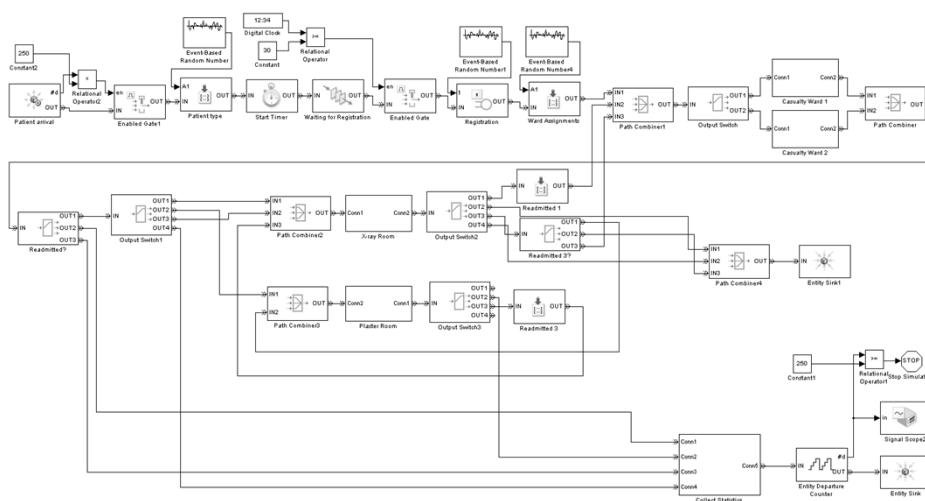 12:34
Digital Clock
>=
Relational
Operator
250
Constant2
30
Constant
Event-Based
Random Number
Event-Based
Random Number1
Event-Based
Random Number4
#d
OUT
Patient arrival
Relational
Operator2
en
IN
OUT
Enabled Gate1
A1
IN
OUT
Patient type
IN
OUT
Start Timer
IN
OUT
Waiting for Registration
en
IN
OUT
Enabled Gate
t
IN
OUT
Registration
A1
IN
OUT
Ward Assignments
IN1
IN2
IN3
OUT
Path Combiner1
IN
OUT1
OUT2
Output Switch
Conn1
Conn2
Casualty Ward 1
Conn1
Conn2
Casualty Ward 2
IN1
IN2
OUT
Path Combiner
IN
OUT1
OUT2
OUT3
Readmitted?
IN
OUT1
OUT2
OUT3
OUT4
Output Switch1
IN1
IN2
IN3
OUT
Path Combiner2
Conn1
Conn2
X-ray Room
IN
OUT1
OUT2
OUT3
OUT4
Output Switch2
IN
OUT
Readmitted 1
IN
OUT1
OUT2
OUT3
Readmitted 3?
IN1
IN2
IN3
OUT
Path Combiner4
IN
Entity Sink1
IN1
IN2
OUT
Path Combiner3
Conn2
Conn1
Plaster Room
IN
OUT1
OUT2
OUT3
OUT4
Output Switch3
IN
OUT
Readmitted 3
250
Constant1
>=
Relational
Operator1
STOP
Stop Simulat
in
Signal Scope2
Conn1
Conn2
Conn3
Conn4
Conn5
Collect Statistics
IN
#d
OUT
Entity Departure
Counter
IN
Entity Sink